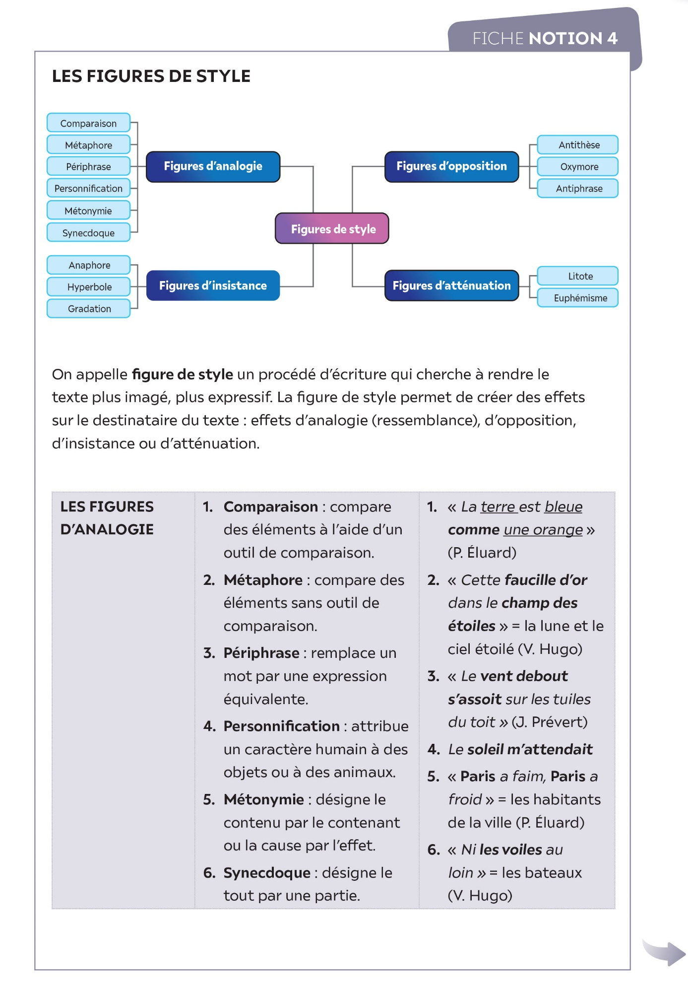 FICHE NOTION 4
LES FIGURES DE STYLE
Comparaison
Métaphore
Périphrase
Personnification
Métonymie
Synecdoque
Figures d’analogie
Anaphore
Hyperbole
Gradation
Figures d’insistance
Figures de style
Figures d’opposition
Antithèse
Oxymore
Antiphrase
Figures d’atténuation
Litote
Euphémisme
On appelle figure de style un procédé d’écriture qui cherche à rendre le
texte plus imagé, plus expressif. La figure de style permet de créer des effets
sur le destinataire du texte : effets d’analogie (ressemblance), d’opposition,
d’insistance ou d’atténuation.
LES FIGURES
D’ANALOGIE
1. Comparaison : compare
des éléments à l’aide d’un
outil de comparaison.
2. Métaphore : compare des
éléments sans outil de
comparaison.
3. Périphrase : remplace un
mot par une expression
équivalente.
4. Personnification : attribue
un caractère humain à des
objets ou à des animaux.
5. Métonymie : désigne le
contenu par le contenant
ou la cause par l’effet.
6. Synecdoque : désigne le
tout par une partie.
1. « La terre est bleue
comme une orange »
(P. Éluard)
2. « Cette faucille d’or
dans le champ des
étoiles » = la lune et le
ciel étoilé (V. Hugo)
3. « Le vent debout
s’assoit sur les tuiles
du toit » (J. Prévert)
4. Le soleil m’attendait
5. « Paris a faim, Paris a
froid » = les habitants
de la ville (P. Éluard)
6. « Ni les voiles au
loin » = les bateaux
(V. Hugo)